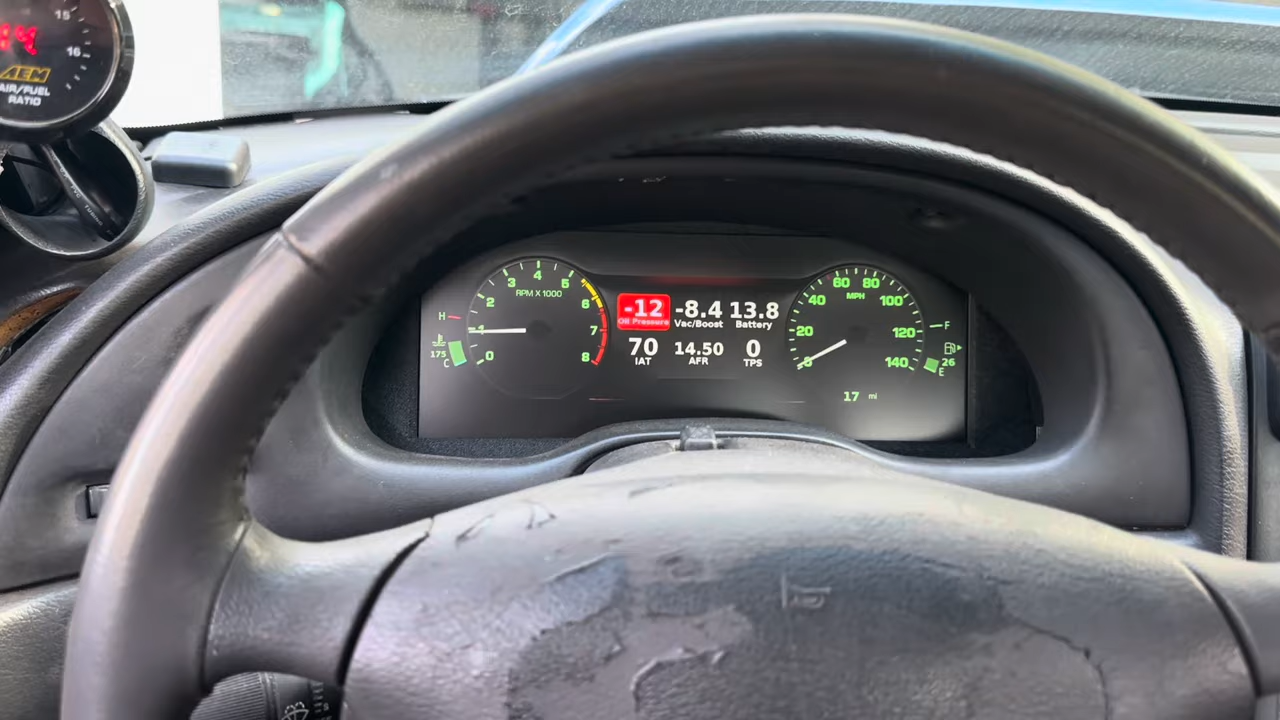 15
14
16
AEM
AIR/FUEL
RATIO
TURBO
H
175
C
0
1
2
3
4
5
6
7
8
RPM X 1000
-12
Oil Pressure
-8.4
Vac/Boost
13.8
Battery
70
IAT
14.50
AFR
0
TPS
0
20
40
60
80
100
120
140
MPH
17 mi
F
26
E